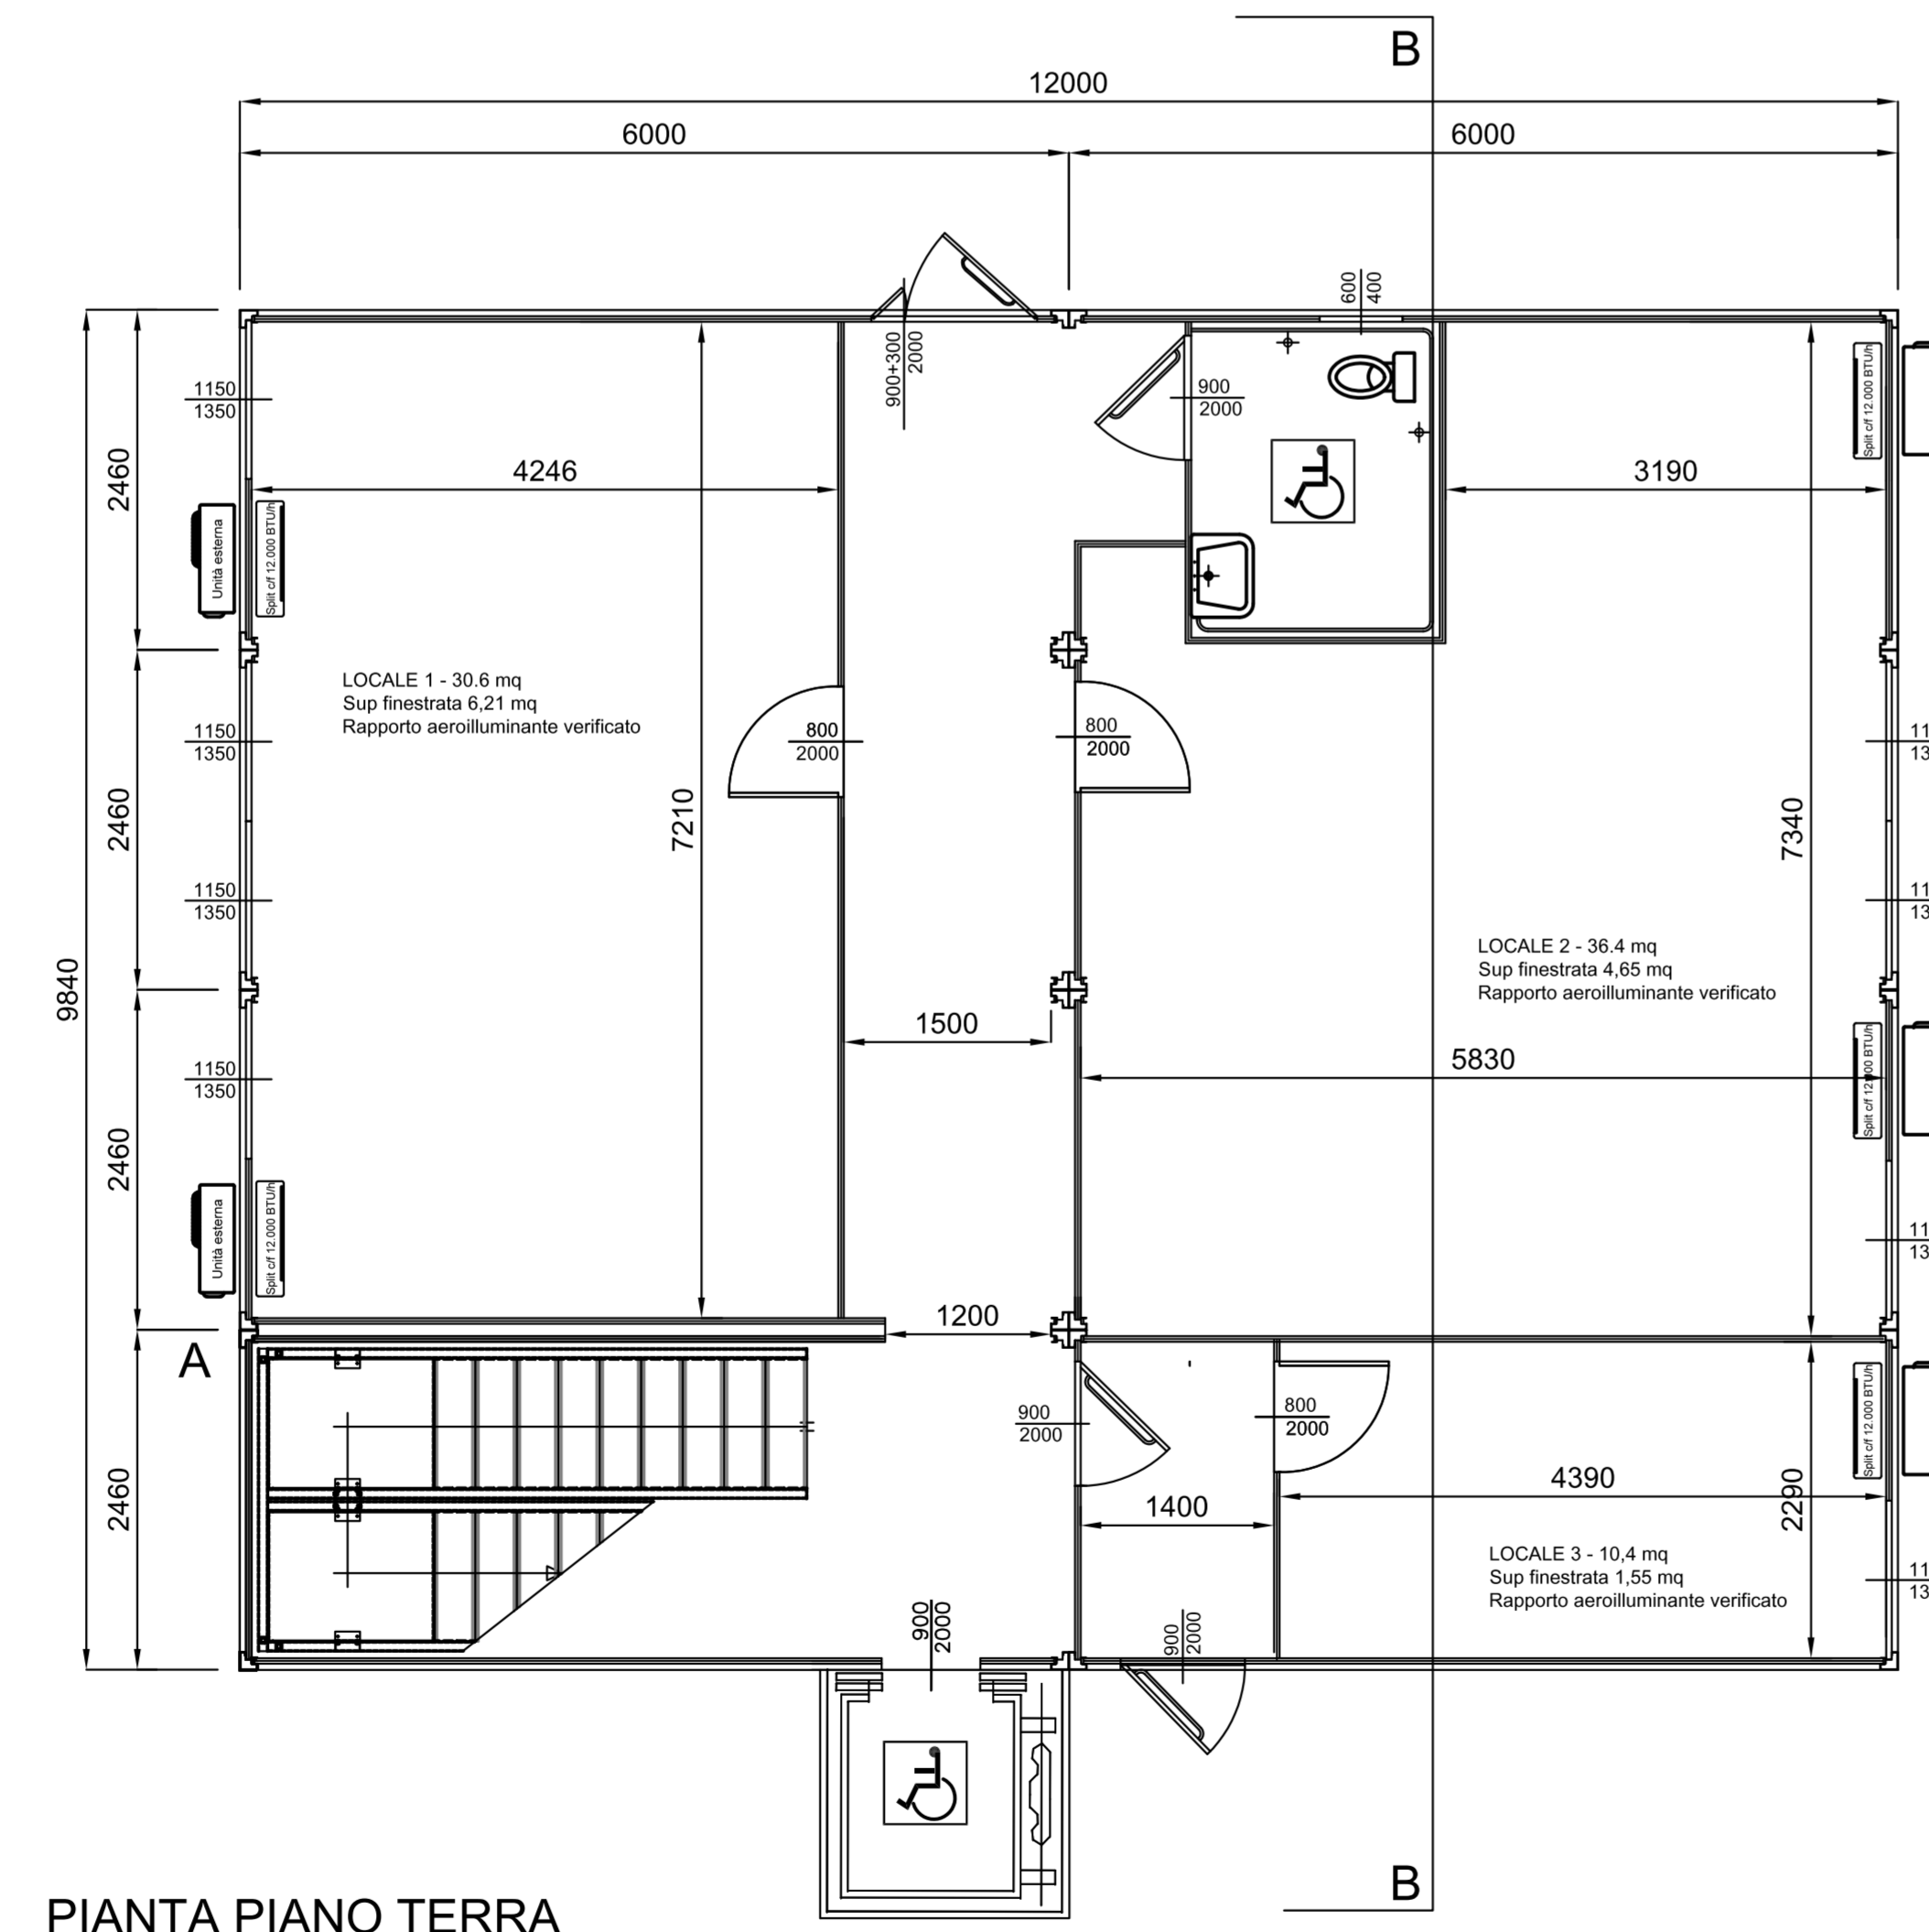 B
12000
6000
6000
600
400
900+300
2000
1150
1350
900
2000
Split c/f 12.000 BTU/h
2460
4246
3190
Unità esterna
Split c/f 12.000 BTU/h
LOCALE 1 - 30.6 mq
Sup finestrata 6,21 mq
Rapporto aeroilluminante verificato
1150
1350
800
2000
800
2000
2460
7210
7340
1150
1350
9840
LOCALE 2 - 36.4 mq
Sup finestrata 4,65 mq
Rapporto aeroilluminante verificato
1500
5830
1150
1350
Split c/f 12.000 BTU/h
2460
Unità esterna
Split c/f 12.000 BTU/h
1200
A
900
2000
800
2000
Split c/f 12.000 BTU/h
2460
1400
4390
2290
LOCALE 3 - 10,4 mq
Sup finestrata 1,55 mq
Rapporto aeroilluminante verificato
900
2000
900
2000
B
PIANTA PIANO TERRA